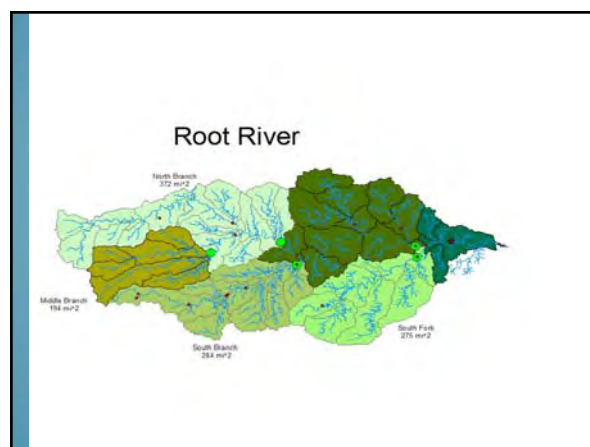 Root River
North Branch
372 mi^2
Middle Branch
194 mi^2
South Branch
284 mi^2
South Fork
275 mi^2